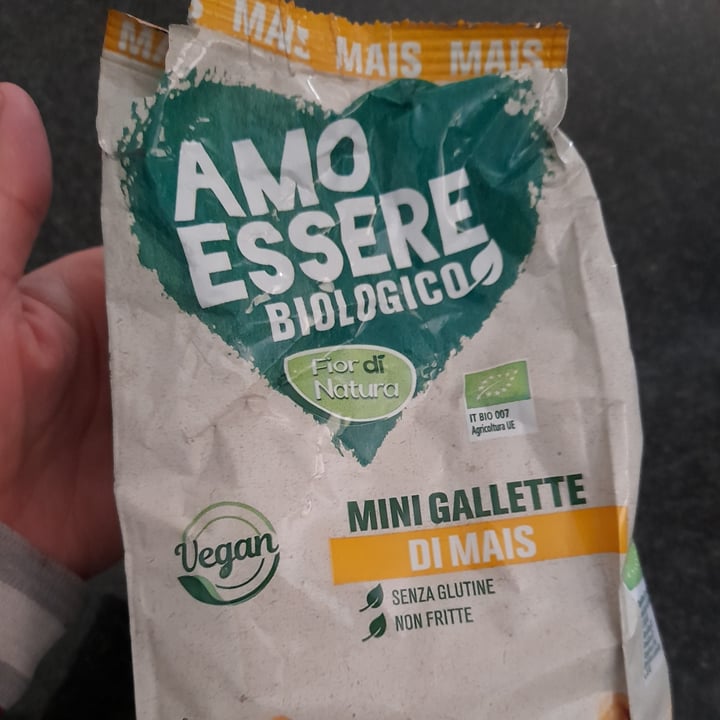 MAIS MAIS MAIS
AMO
ESSERE
BIOLOGICO
Fior di
Natura
IT BIO 007
Agricoltura UE
MINI GALLETTE
DI MAIS
Vegan
SENZA GLUTINE
NON FRITTE